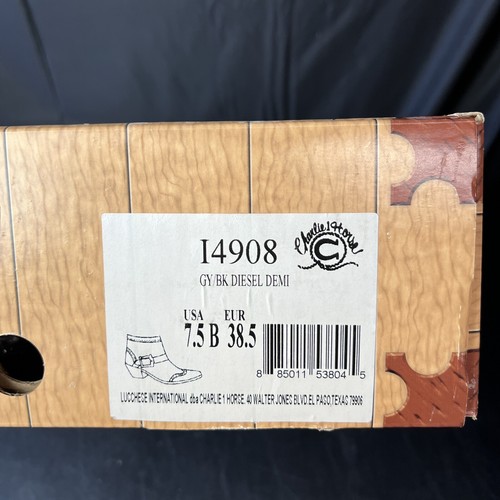 I4908
Charlie 1 Horse
C
GY/BK DIESEL DEMI
USA EUR
7.5 B 38.5
8 85011 53804 5
LUCCHESE INTERNATIONAL dba CHARLIE 1 HORSE. 40 WALTER JONES BLVD.EL PASO,TEXAS 79906